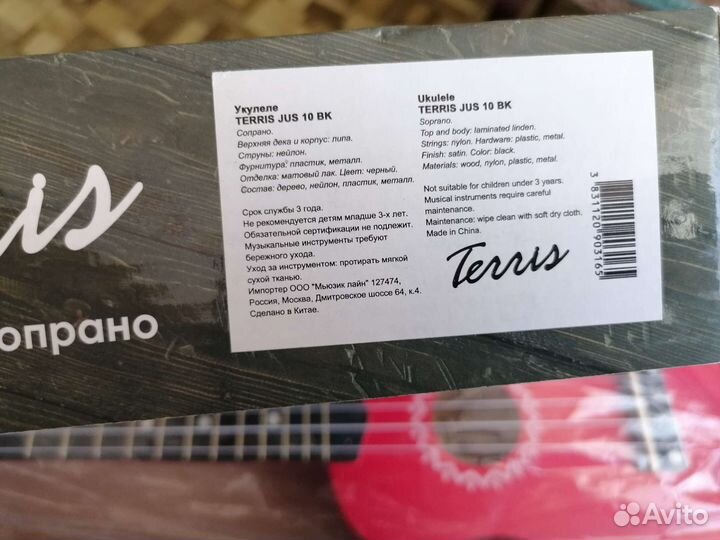 Укулеле
TERRIS JUS 10 BK
Сопрано.
Верхняя дека и корпус: липа.
Струны: нейлон.
Фурнитура: пластик, металл.
Отделка: матовый лак. Цвет: черный.
Состав: дерево, нейлон, пластик, металл.
Срок службы 3 года.
Не рекомендуется детям младше 3-х лет.
Обязательной сертификации не подлежит.
Музыкальные инструменты требуют
бережного ухода.
Уход за инструментом: протирать мягкой
сухой тканью.
Импортер ООО "Мьюзик лайн" 127474,
Россия, Москва, Дмитровское шоссе 64, к.4.
Сделано в Китае.
Ukulele
TERRIS JUS 10 BK
Soprano.
Top and body: laminated linden.
Strings: nylon. Hardware: plastic, metal.
Finish: satin. Color: black.
Materials: wood, nylon, plastic, metal.
Not suitable for children under 3 years.
Musical instruments require careful
maintenance.
Maintenance: wipe clean with soft dry cloth.
Made in China.
Terris
3831120903165
is
опрано
Avito